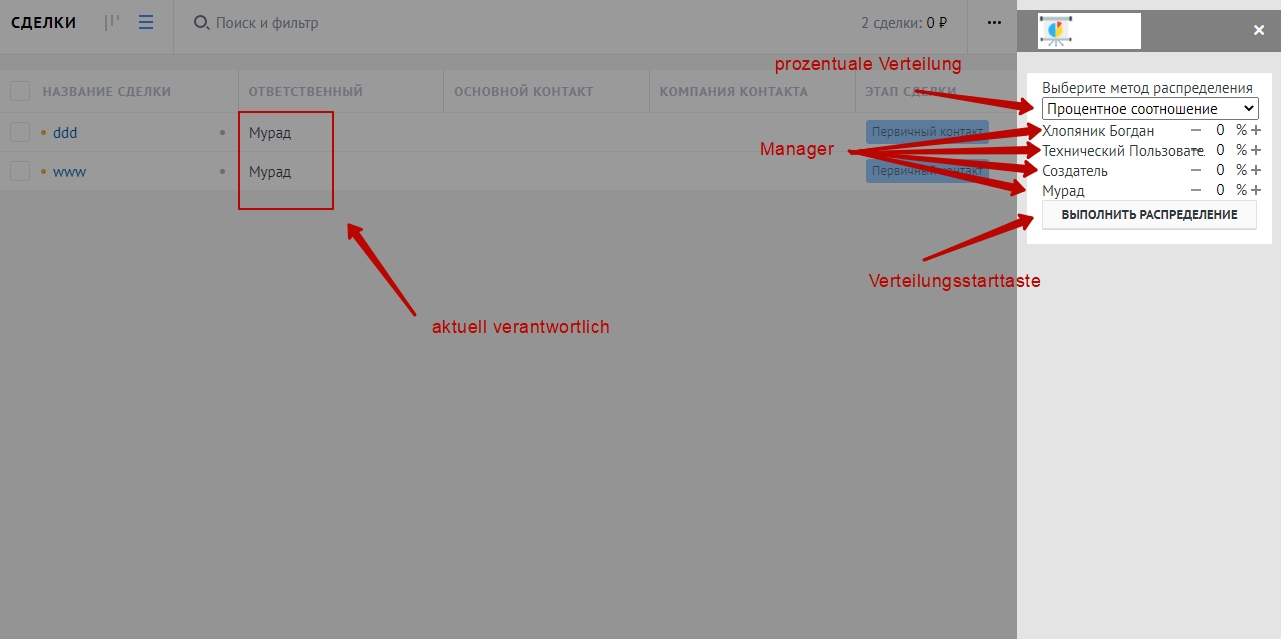 СДЕЛКИ
Поиск и фильтр
2 сделки: 0 ₽
prozentuale Verteilung
НАЗВАНИЕ СДЕЛКИ
ОТВЕТСТВЕННЫЙ
ОСНОВНОЙ КОНТАКТ
КОМПАНИЯ КОНТАКТА
ЭТАП СДЕЛКИ
ddd
Мурад
Первичный контакт
www
Мурад
Первичный контакт
Manager
Выберите метод распределения
Процентное соотношение
Хлопяник Богдан — 0 % +
Технический Пользовате — 0 % +
Создатель — 0 % +
Мурад — 0 % +
ВЫПОЛНИТЬ РАСПРЕДЕЛЕНИЕ
Verteilungsstarttaste
aktuell verantwortlich